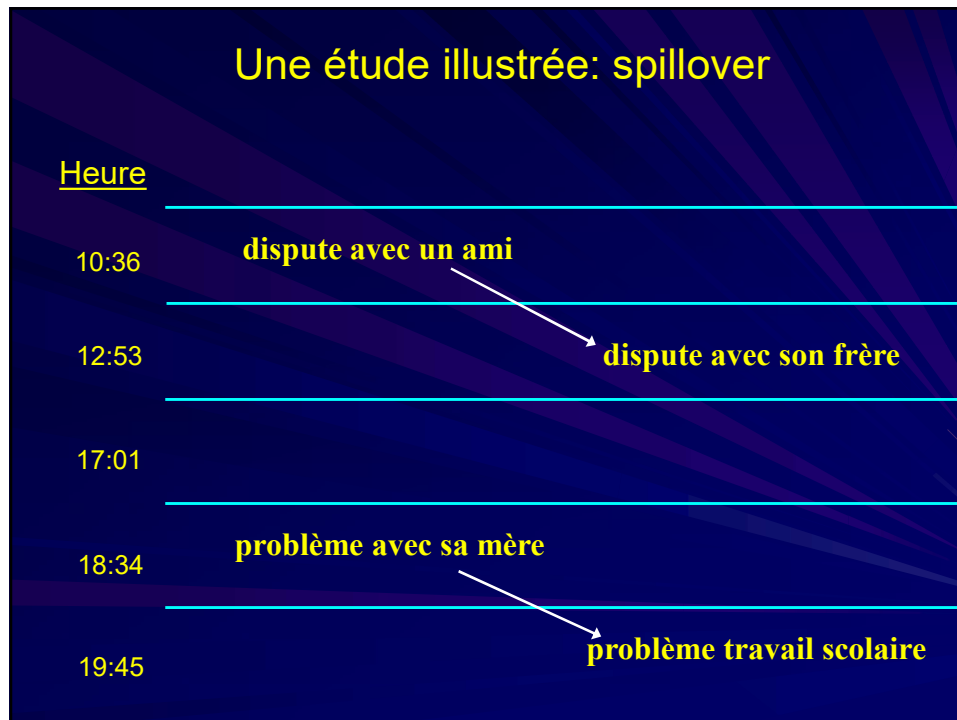 Une étude illustrée: spillover
Heure
10:36 dispute avec un ami
12:53 dispute avec son frère
17:01
18:34 problème avec sa mère
19:45 problème travail scolaire